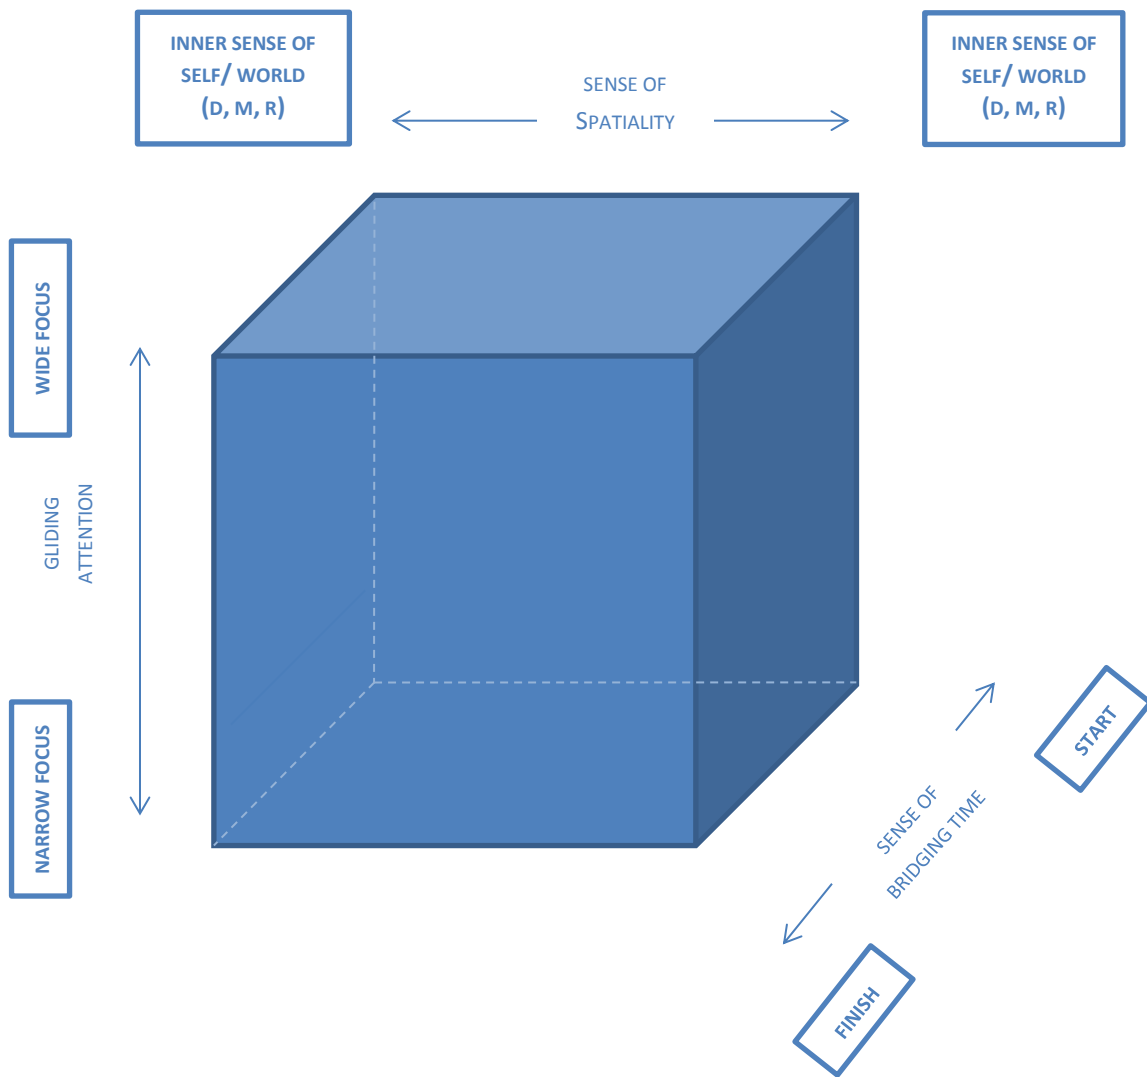 INNER SENSE OF
SELF/ WORLD
(D, M, R)
SENSE OF
SPATIALITY
INNER SENSE OF
SELF/ WORLD
(D, M, R)
WIDE FOCUS
GLIDING
ATTENTION
NARROW FOCUS
START
SENSE OF
BRIDGING TIME
FINISH